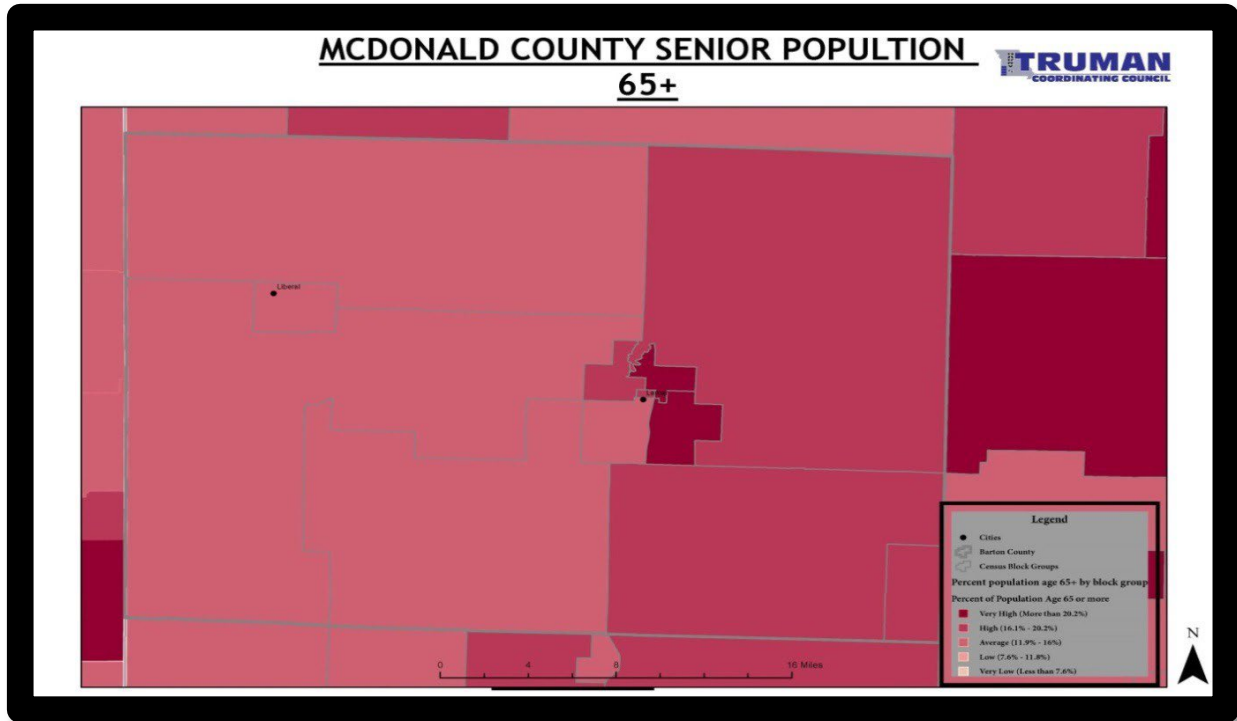 MCDONALD COUNTY SENIOR POPULTION
65+
TRUMAN
COORDINATING COUNCIL
Liberal
Legend
Cities
Barton County
Census Block Groups
Percent population age 65+ by block group
Percent of Population Age 65 or more
Very High (More than 20.2%)
High (16.1% - 20.2%)
Average (11.9% - 16%)
Low (7.6% - 11.8%)
Very Low (Less than 7.6%)
N
0 4 8 16 Miles